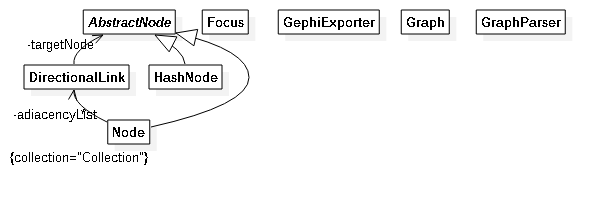 AbstractNode Focus GephiExporter Graph GraphParser
-targetNode
DirectionalLink HashNode
-adiacencyList
Node
{collection="Collection"}